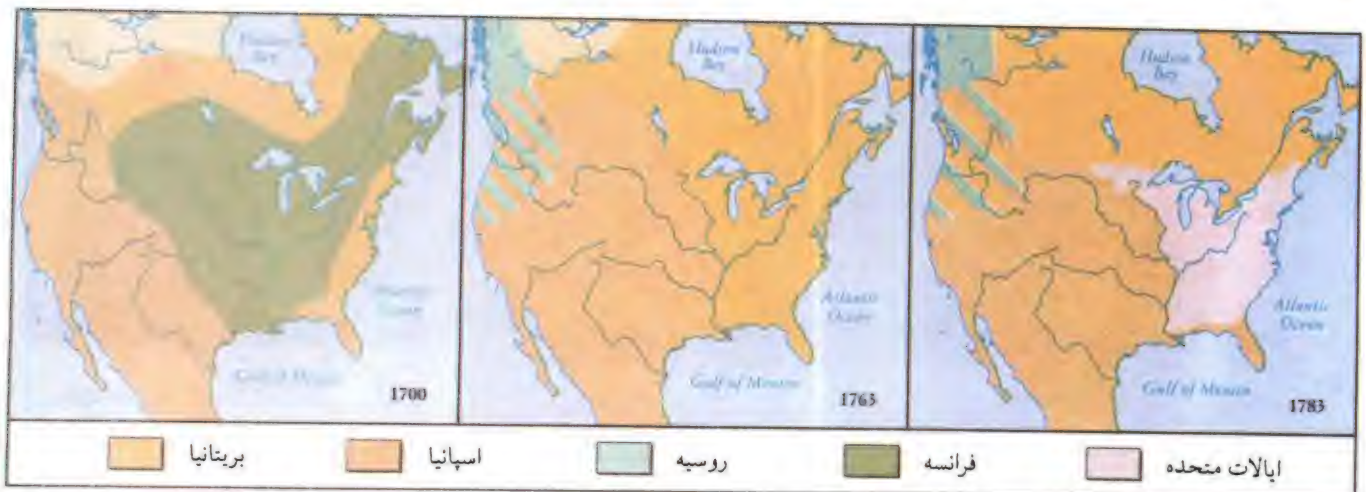 Hudson
Bay
Atlantic
Ocean
Gulf of Mexico
1700
Hudson
Bay
Atlantic
Ocean
Gulf of Mexico
1763
Hudson
Bay
Atlantic
Ocean
Gulf of Mexico
1783
ایالات متحده
فرانسه
روسیه
اسپانیا
بریتانیا